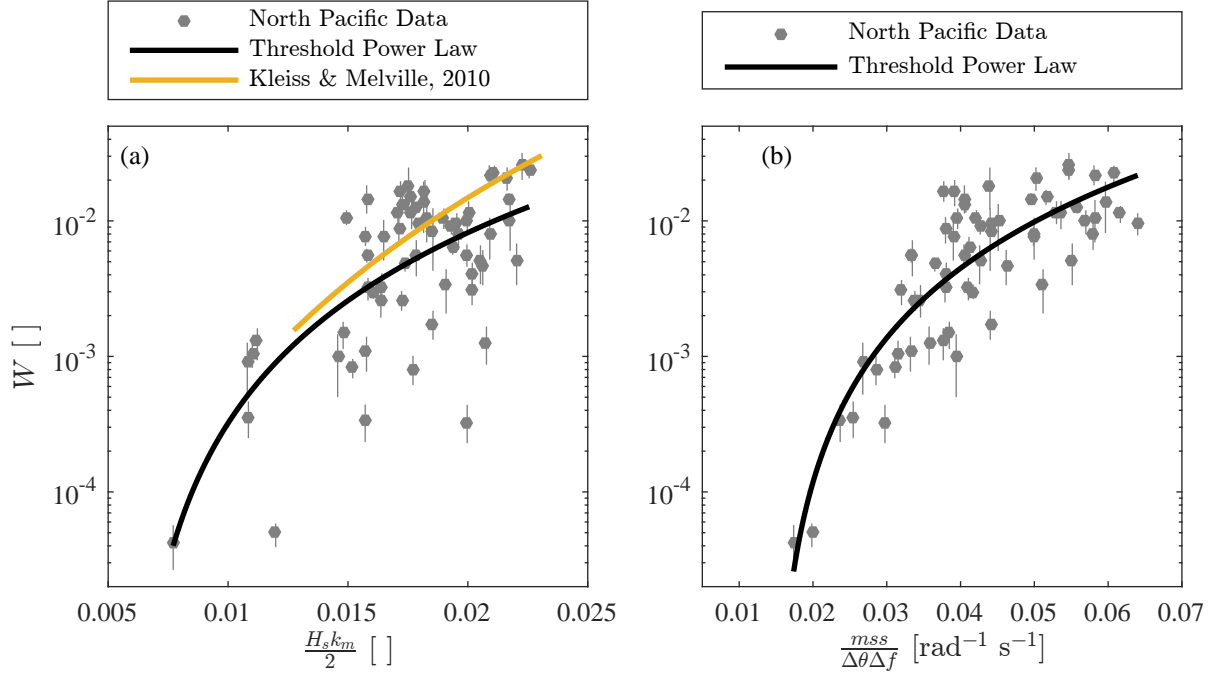 North Pacific Data
Threshold Power Law
Kleiss & Melville, 2010
North Pacific Data
Threshold Power Law
(a)
(b)
W [ ]
10⁻²
10⁻³
10⁻⁴
10⁻²
10⁻³
10⁻⁴
0.005 0.01 0.015 0.02 0.025
0.01 0.02 0.03 0.04 0.05 0.06 0.07
H_s k_m / 2 [ ]
mss / ΔθΔf [rad⁻¹ s⁻¹]